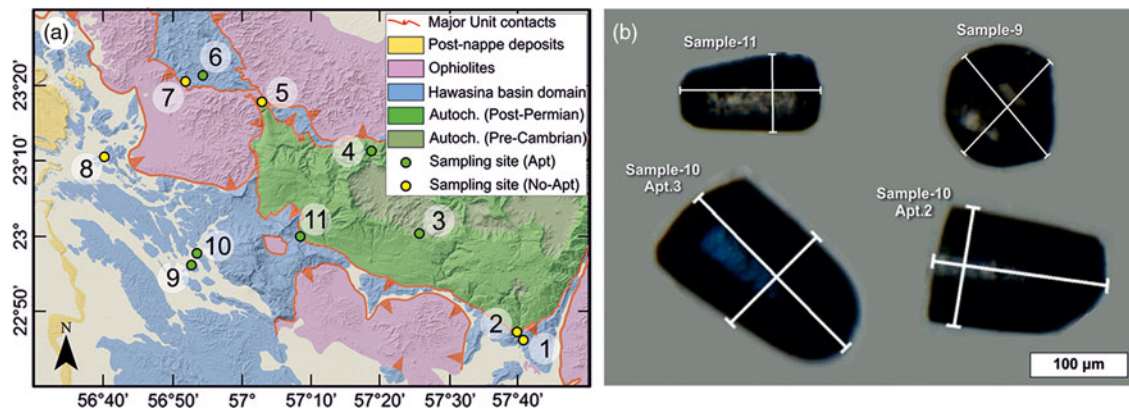 (a)
Major Unit contacts
Post-nappe deposits
Ophiolites
Hawasina basin domain
Autoch. (Post-Permian)
Autoch. (Pre-Cambrian)
Sampling site (Apt)
Sampling site (No-Apt)
23°20'
23°10'
23°
22°50'
6
7
5
4
8
3
11
10
9
2
1
N
56°40'
56°50'
57°
57°10'
57°20'
57°30'
57°40'
(b)
Sample-11
Sample-9
Sample-10
Apt.3
Sample-10
Apt.2
100 µm